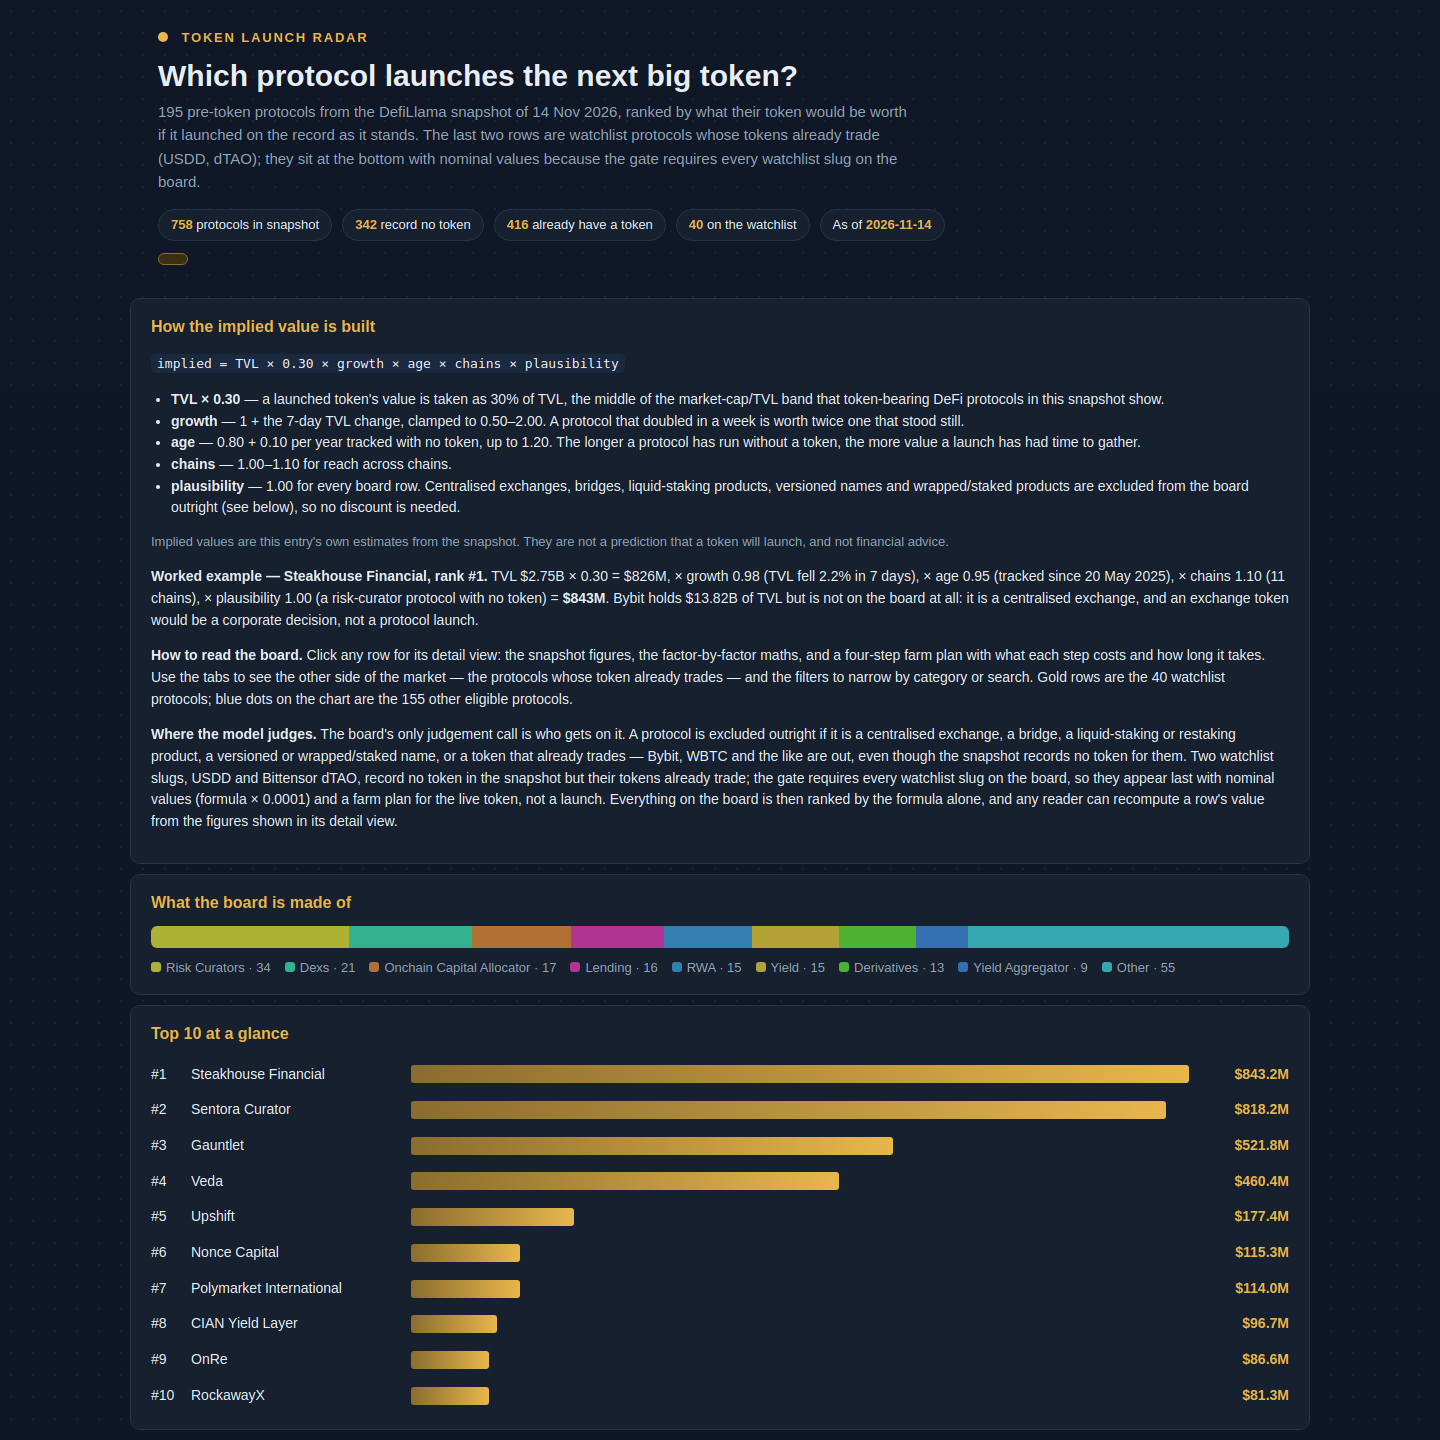 TOKEN LAUNCH RADAR
Which protocol launches the next big token?
195 pre-token protocols from the DefiLlama snapshot of 14 Nov 2026, ranked by what their token would be worth
if it launched on the record as it stands. The last two rows are watchlist protocols whose tokens already trade
(USDD, dTAO); they sit at the bottom with nominal values because the gate requires every watchlist slug on the
board.
758 protocols in snapshot 342 record no token 416 already have a token 40 on the watchlist As of 2026-11-14
How the implied value is built
implied = TVL × 0.30 × growth × age × chains × plausibility
• TVL × 0.30 — a launched token's value is taken as 30% of TVL, the middle of the market-cap/TVL band that token-bearing DeFi protocols in this snapshot show.
• growth — 1 + the 7-day TVL change, clamped to 0.50–2.00. A protocol that doubled in a week is worth twice one that stood still.
• age — 0.80 + 0.10 per year tracked with no token, up to 1.20. The longer a protocol has run without a token, the more value a launch has had time to gather.
• chains — 1.00–1.10 for reach across chains.
• plausibility — 1.00 for every board row. Centralised exchanges, bridges, liquid-staking products, versioned names and wrapped/staked products are excluded from the board
outright (see below), so no discount is needed.
Implied values are this entry's own estimates from the snapshot. They are not a prediction that a token will launch, and not financial advice.
Worked example — Steakhouse Financial, rank #1. TVL $2.75B × 0.30 = $826M, × growth 0.98 (TVL fell 2.2% in 7 days), × age 0.95 (tracked since 20 May 2025), × chains 1.10 (11
chains), × plausibility 1.00 (a risk-curator protocol with no token) = $843M. Bybit holds $13.82B of TVL but is not on the board at all: it is a centralised exchange, and an exchange token
would be a corporate decision, not a protocol launch.
How to read the board. Click any row for its detail view: the snapshot figures, the factor-by-factor maths, and a four-step farm plan with what each step costs and how long it takes.
Use the tabs to see the other side of the market — the protocols whose token already trades — and the filters to narrow by category or search. Gold rows are the 40 watchlist
protocols; blue dots on the chart are the 155 other eligible protocols.
Where the model judges. The board's only judgement call is who gets on it. A protocol is excluded outright if it is a centralised exchange, a bridge, a liquid-staking or restaking
product, a versioned or wrapped/staked name, or a token that already trades — Bybit, WBTC and the like are out, even though the snapshot records no token for them. Two watchlist
slugs, USDD and Bittensor dTAO, record no token in the snapshot but their tokens already trade; the gate requires every watchlist slug on the board, so they appear last with nominal
values (formula × 0.0001) and a farm plan for the live token, not a launch. Everything on the board is then ranked by the formula alone, and any reader can recompute a row's value
from the figures shown in its detail view.
What the board is made of
Risk Curators · 34 Dexs · 21 Onchain Capital Allocator · 17 Lending · 16 RWA · 15 Yield · 15 Derivatives · 13 Yield Aggregator · 9 Other · 55
Top 10 at a glance
#1 Steakhouse Financial $843.2M
#2 Sentora Curator $818.2M
#3 Gauntlet $521.8M
#4 Veda $460.4M
#5 Upshift $177.4M
#6 Nonce Capital $115.3M
#7 Polymarket International $114.0M
#8 CIAN Yield Layer $96.7M
#9 OnRe $86.6M
#10 RockawayX $81.3M